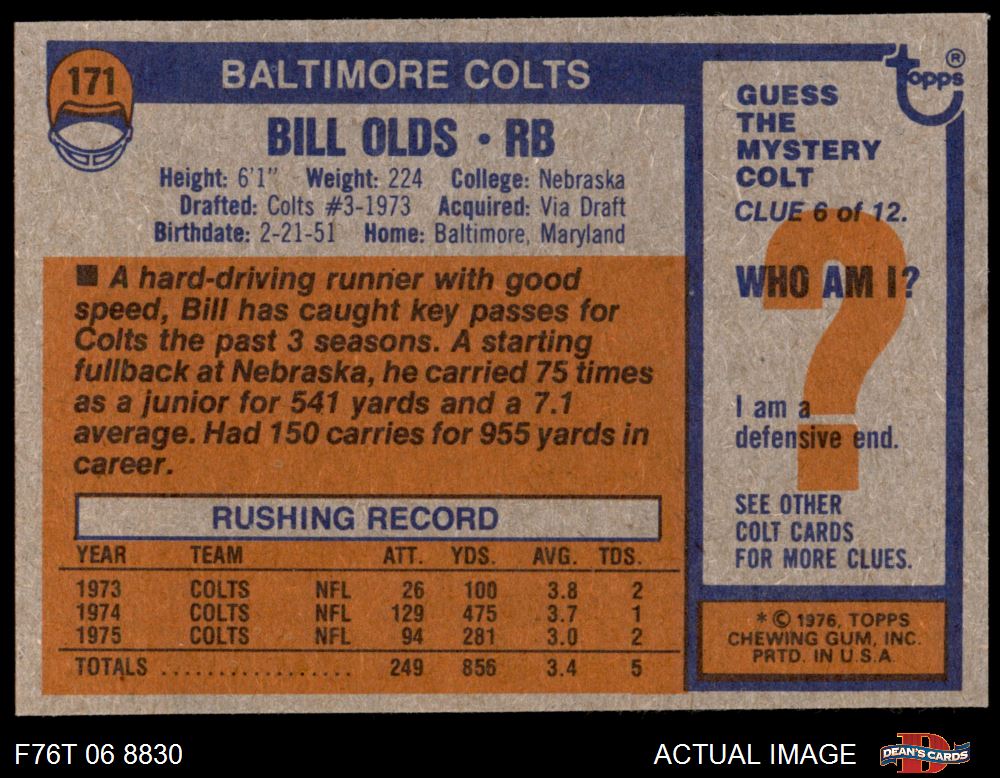 171
BALTIMORE COLTS
BILL OLDS • RB
Height: 6'1" Weight: 224 College: Nebraska
Drafted: Colts #3-1973 Acquired: Via Draft
Birthdate: 2-21-51 Home: Baltimore, Maryland
■ A hard-driving runner with good
speed, Bill has caught key passes for
Colts the past 3 seasons. A starting
fullback at Nebraska, he carried 75 times
as a junior for 541 yards and a 7.1
average. Had 150 carries for 955 yards in
career.
RUSHING RECORD
YEAR TEAM ATT. YDS. AVG. TDS.
1973 COLTS NFL 26 100 3.8 2
1974 COLTS NFL 129 475 3.7 1
1975 COLTS NFL 94 281 3.0 2
TOTALS .................. 249 856 3.4 5
topps ®
GUESS
THE
MYSTERY
COLT
CLUE 6 of 12.
?
WHO AM I?
I am a
defensive end.
SEE OTHER
COLT CARDS
FOR MORE CLUES.
* © 1976, TOPPS
CHEWING GUM, INC.
PRTD. IN U.S.A.
F76T 06 8830
ACTUAL IMAGE
D
DEAN'S CARDS